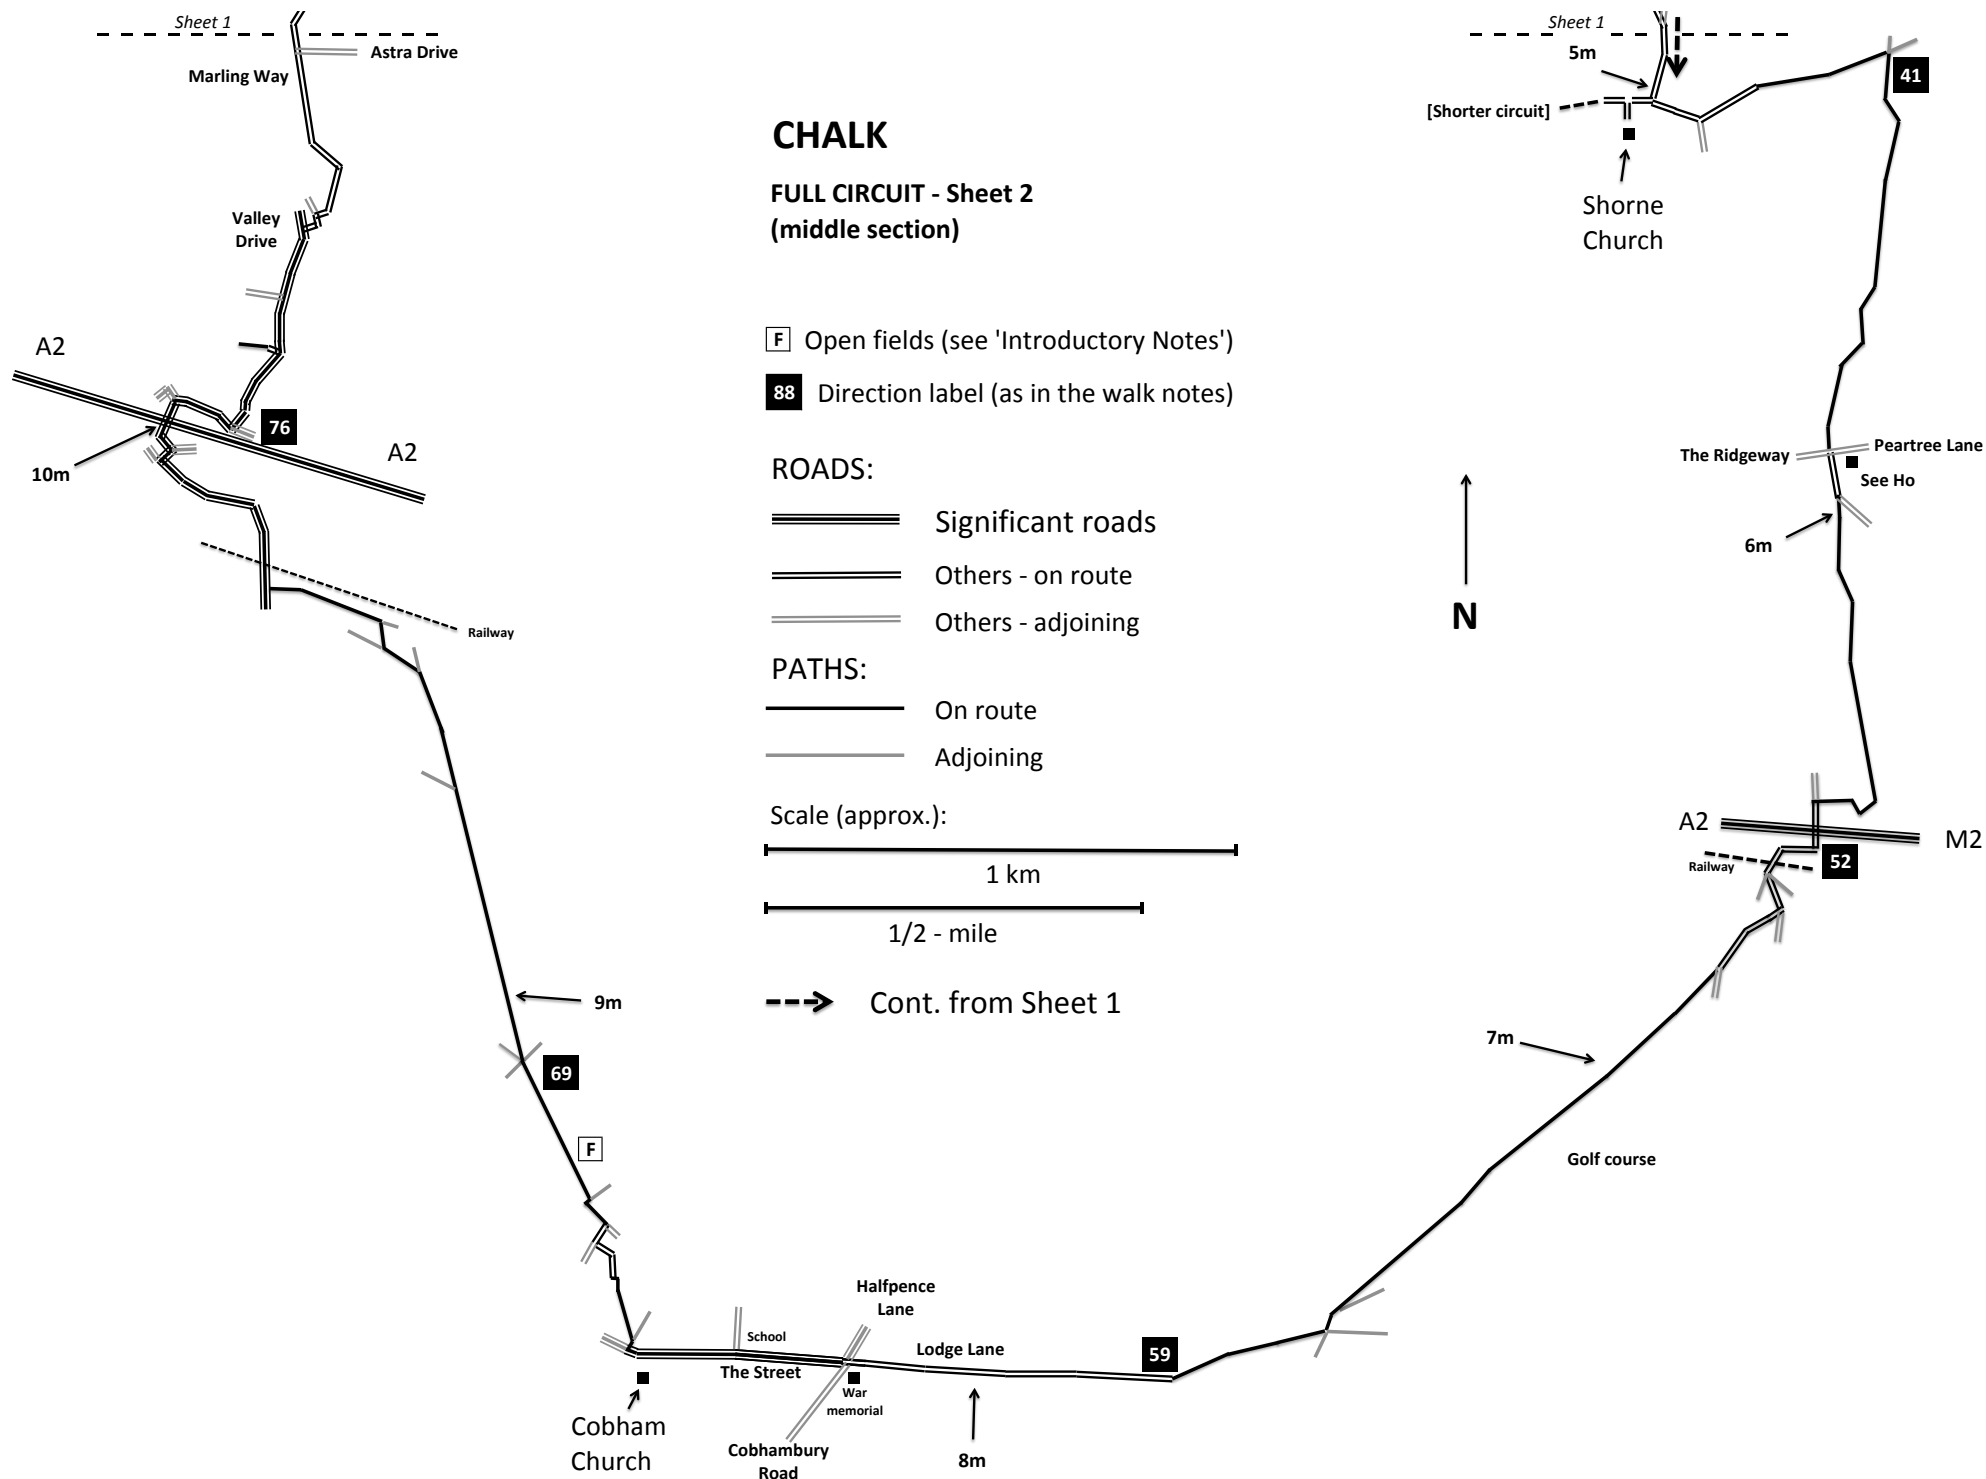 Sheet 1
Astra Drive
Marling Way
Valley
Drive
A2
76
A2
10m
Railway
9m
69
F
CHALK
FULL CIRCUIT - Sheet 2
(middle section)
F Open fields (see 'Introductory Notes')
88 Direction label (as in the walk notes)
ROADS:
Significant roads
Others - on route
Others - adjoining
PATHS:
On route
Adjoining
Scale (approx.):
1 km
1/2 - mile
Cont. from Sheet 1
N
Sheet 1
5m
41
[Shorter circuit]
Shorne
Church
The Ridgeway
Peartree Lane
See Ho
6m
A2
M2
Railway
52
7m
Golf course
Halfpence
Lane
School
Lodge Lane
59
The Street
War
memorial
Cobham
Church
Cobhambury
Road
8m